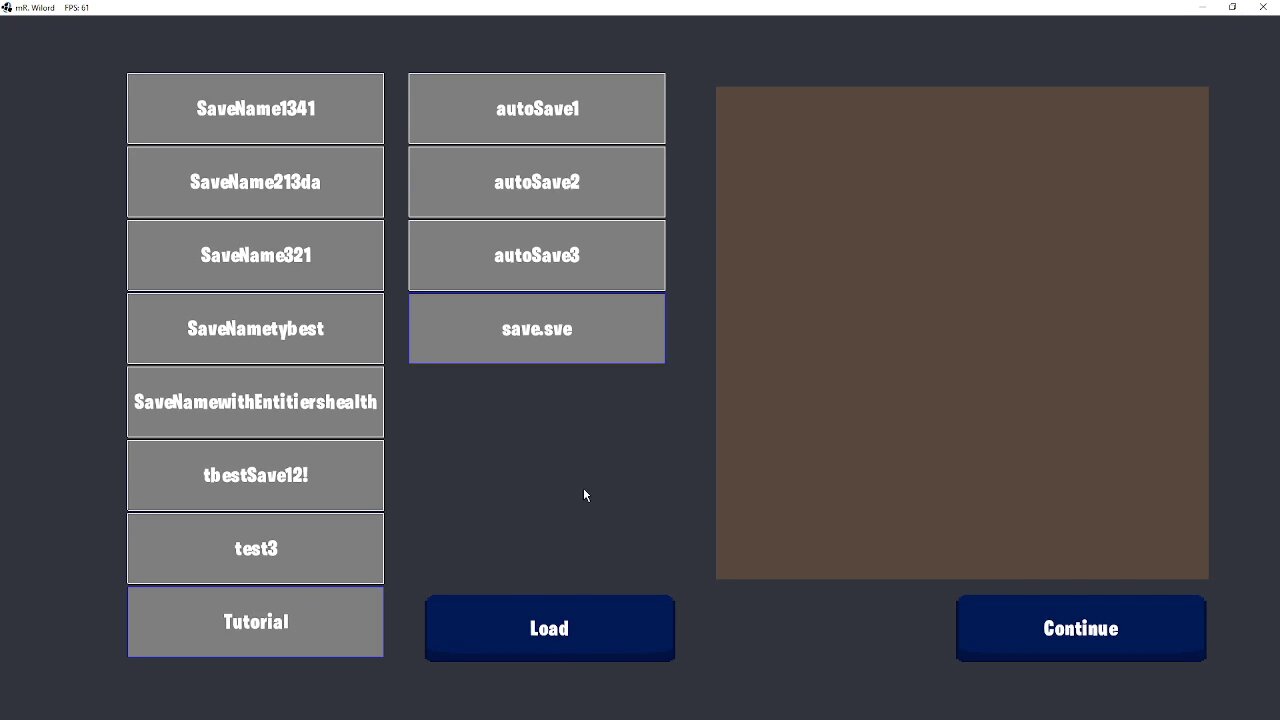 mR. Wilord FPS: 61
SaveName1341
SaveName213da
SaveName321
SaveNametybest
SaveNamewithEntitiershealth
tbestSave12!
test3
Tutorial
autoSave1
autoSave2
autoSave3
save.sve
Load
Continue